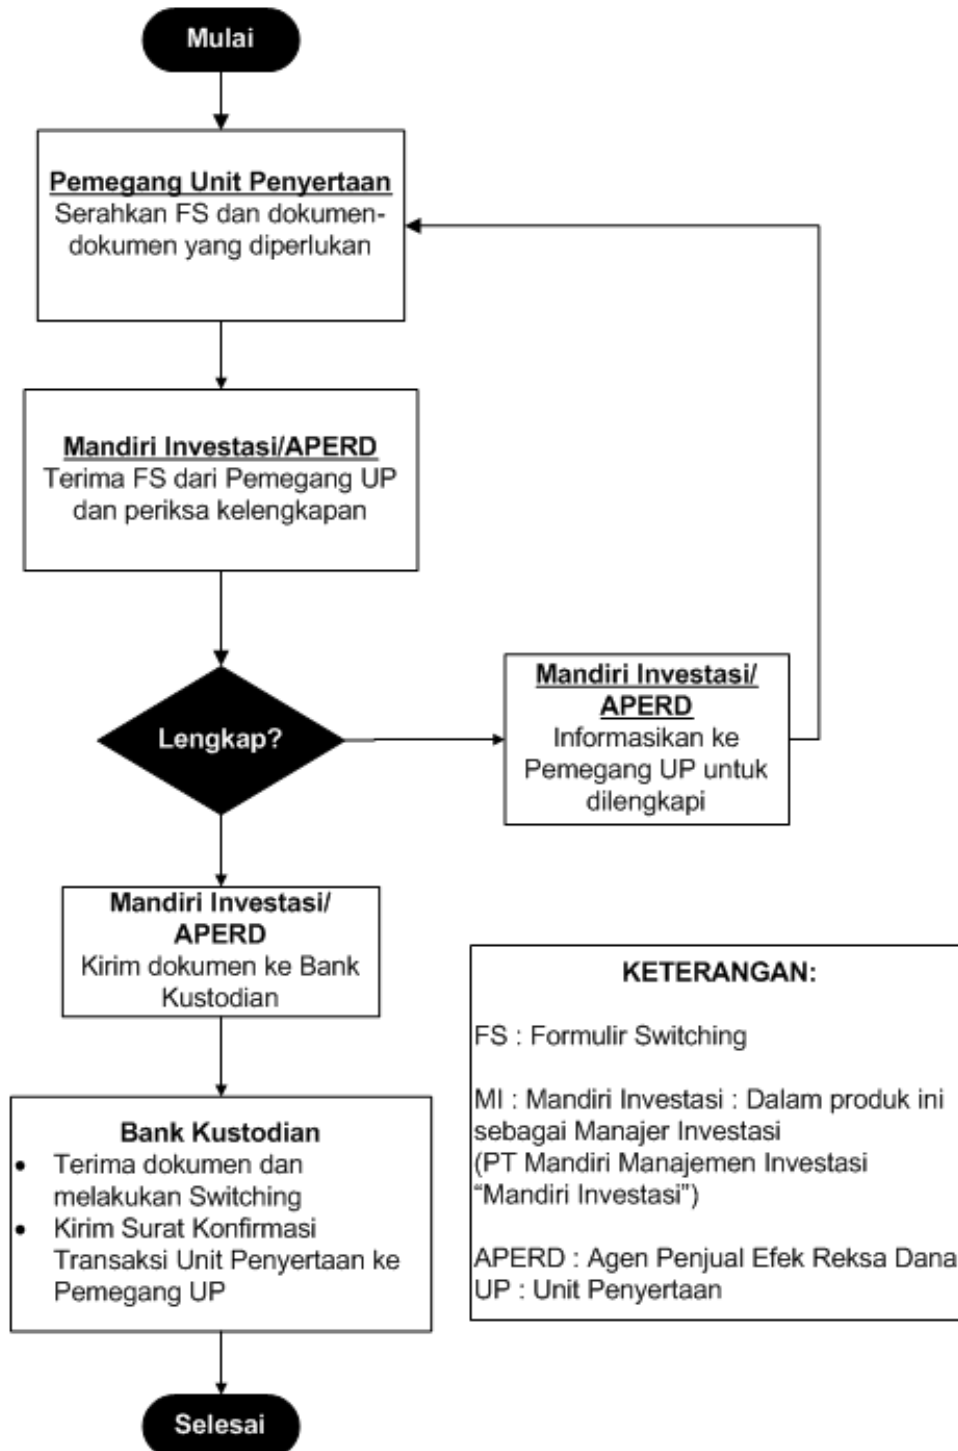 Mulai
Pemegang Unit Penyertaan
Serahkan FS dan dokumen-
dokumen yang diperlukan
Mandiri Investasi/APERD
Terima FS dari Pemegang UP
dan periksa kelengkapan
Lengkap?
Mandiri Investasi/
APERD
Informasikan ke
Pemegang UP untuk
dilengkapi
Mandiri Investasi/
APERD
Kirim dokumen ke Bank
Kustodian
Bank Kustodian
• Terima dokumen dan
melakukan Switching
• Kirim Surat Konfirmasi
Transaksi Unit Penyertaan ke
Pemegang UP
Selesai
KETERANGAN:
FS : Formulir Switching
MI : Mandiri Investasi : Dalam produk ini
sebagai Manajer Investasi
(PT Mandiri Manajemen Investasi
“Mandiri Investasi”)
APERD : Agen Penjual Efek Reksa Dana
UP : Unit Penyertaan